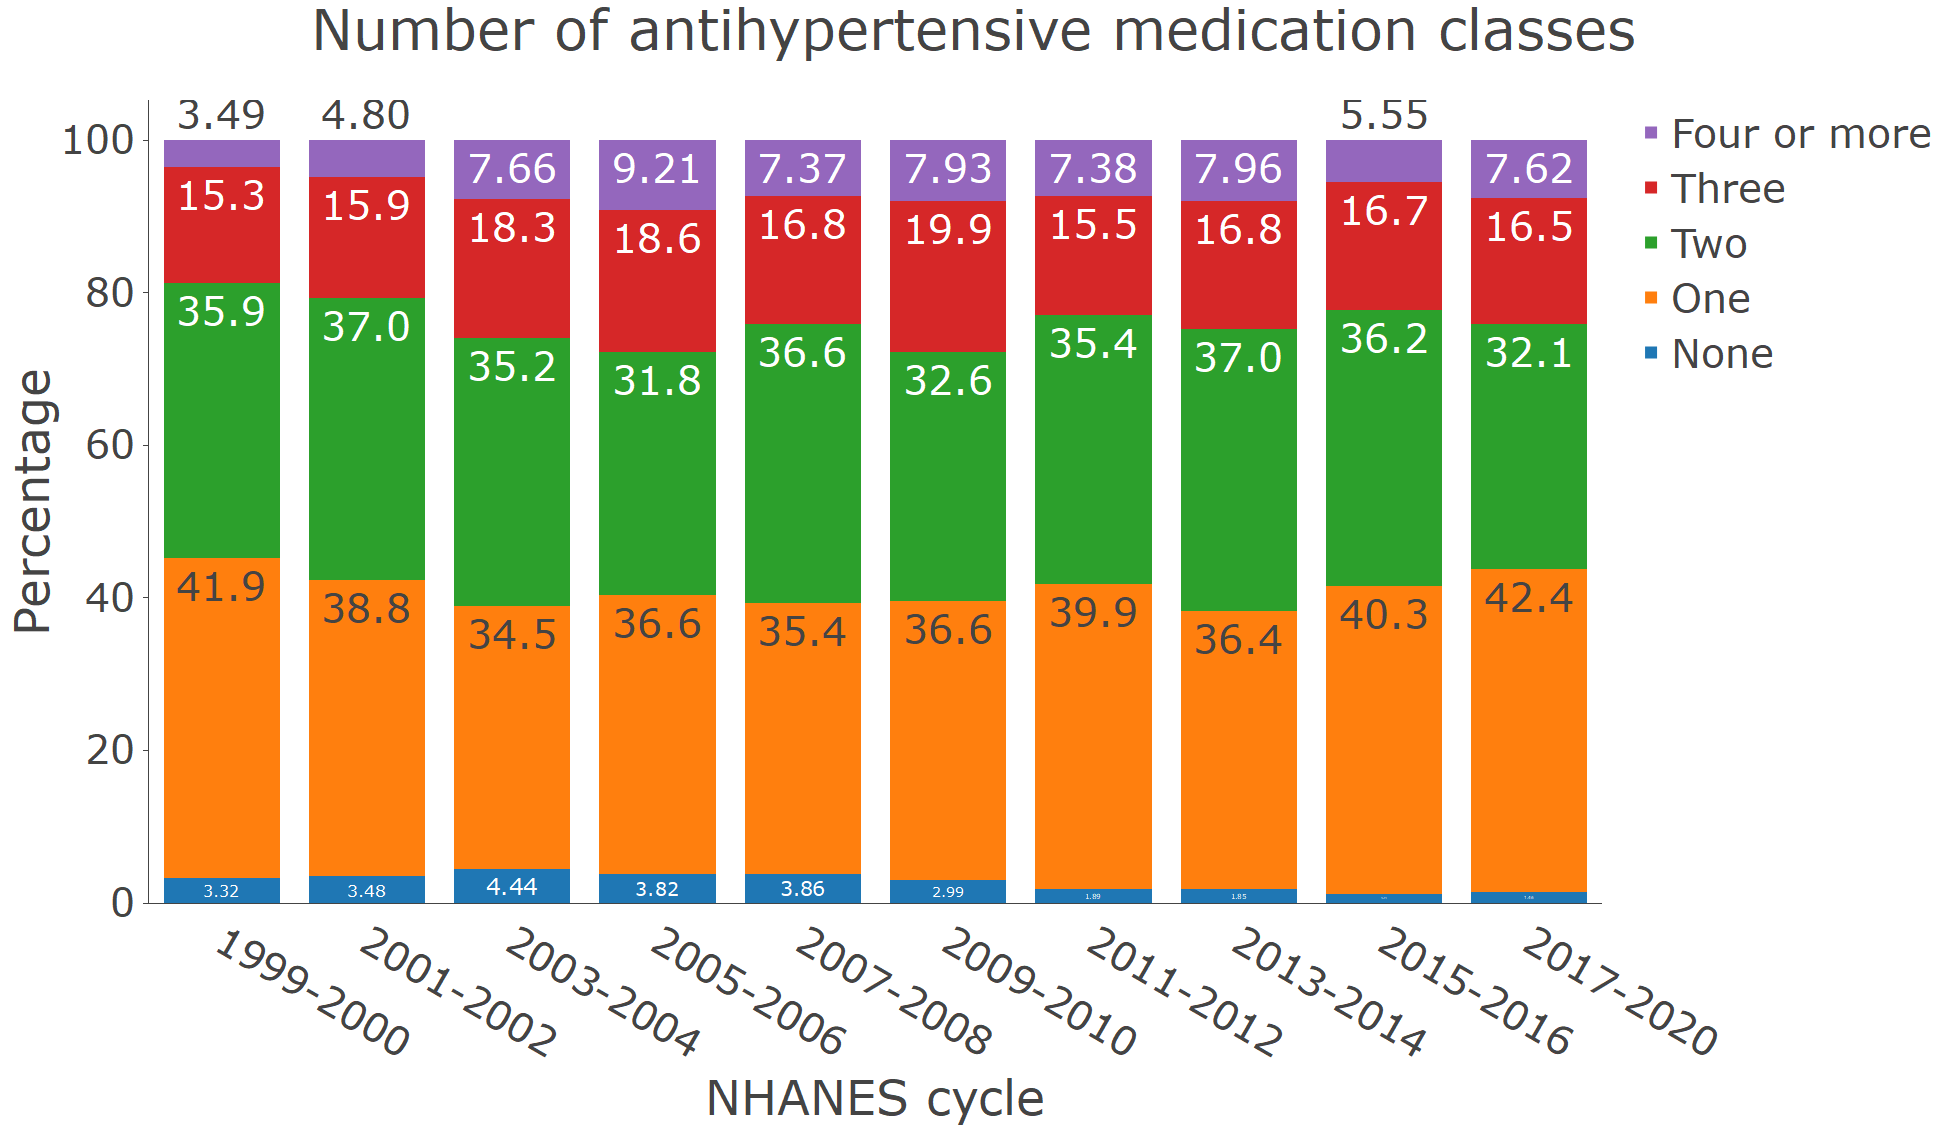 Number of antihypertensive medication classes
3.49 4.80 5.55
100
7.66 9.21 7.37 7.93 7.38 7.96 7.62
15.3 15.9 18.3 18.6 16.8 19.9 15.5 16.8 16.7 16.5
80
35.9 37.0 35.2 31.8 36.6 32.6 35.4 37.0 36.2 32.1
60
40
41.9 38.8 34.5 36.6 35.4 36.6 39.9 36.4 40.3 42.4
20
0
3.32 3.48 4.44 3.82 3.86 2.99 1.89 1.85
Percentage
1999-2000
2001-2002
2003-2004
2005-2006
2007-2008
2009-2010
2011-2012
2013-2014
2015-2016
2017-2020
NHANES cycle
Four or more
Three
Two
One
None